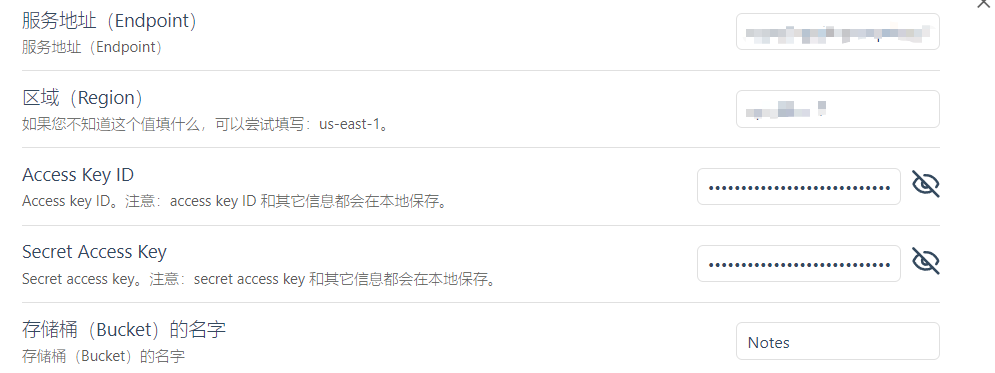 服务地址（Endpoint）
服务地址（Endpoint）
区域（Region）
如果您不知道这个值填什么，可以尝试填写：us-east-1。
Access Key ID
Access key ID。注意：access key ID 和其它信息都会在本地保存。
Secret Access Key
Secret access key。注意：secret access key 和其它信息都会在本地保存。
存储桶（Bucket）的名字
存储桶（Bucket）的名字
Notes